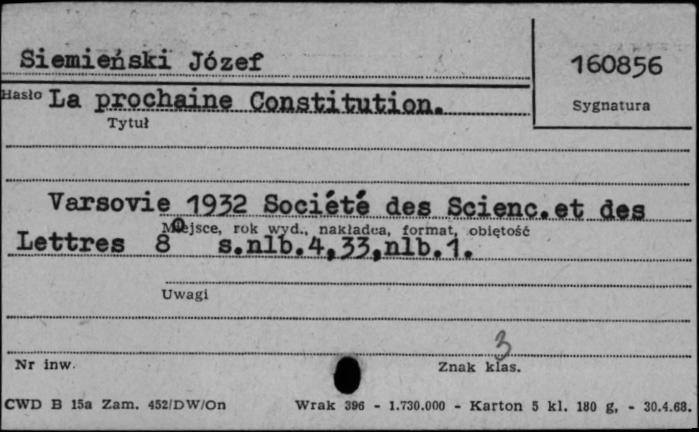 Siemieński Józef
160856
Hasło La prochaine Constitution.
Sygnatura
Tytuł
Varsovie 1932 Société des Scienc.et des
Miejsce, rok wyd., nakładca, format, objętość
Lettres 8° s.nlb.4,33,nlb.1.
Uwagi
3
Nr inw.
Znak klas.
CWD B 15a Zam. 452/DW/On Wrak 396 - 1.730.000 - Karton 5 kl. 180 g, - 30.4.68.